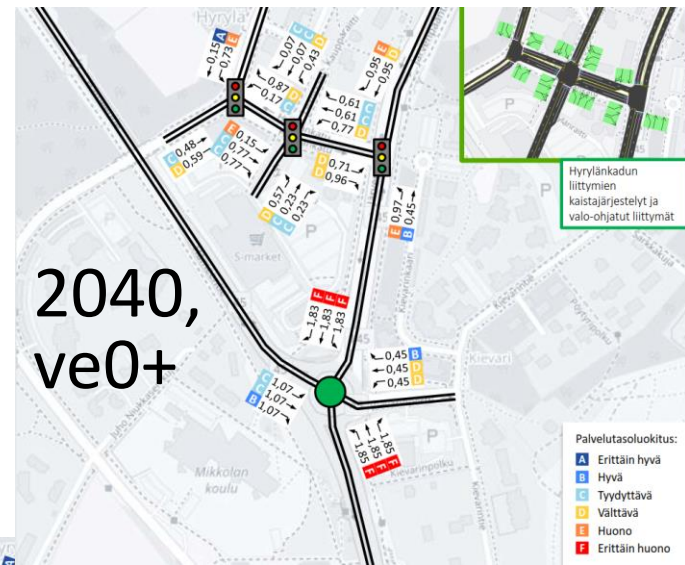 Hyrylä
0,15 A
0,73 E
C 0,07
C 0,07
D 0,43
E 0,95
D 0,95
0,87 D
0,17 C
0,61 C
0,61 C
0,77 D
C 0,48
D 0,59
E 0,15
C 0,77
C 0,77
D 0,71
D 0,96
D 0,57
C 0,23
C 0,23
E 0,97
B 0,45
Hyrylänkadun
liittymien
kaistajärjestelyt ja
valo-ohjatut liittymät
P
S-market
Kievarinkaari
2040,
ve0+
1,83 F
1,83 F
1,83 F
45
Kievari
0,45 B
0,45 D
0,45 D
C 1,07
C 1,07
B 1,07
1,85 F
1,85 F
1,85 F
P
Kievarinpolku
Mikkolan
koulu
Palvelutasoluokitus:
A Erittäin hyvä
B Hyvä
C Tyydyttävä
D Välttävä
E Huono
F Erittäin huono